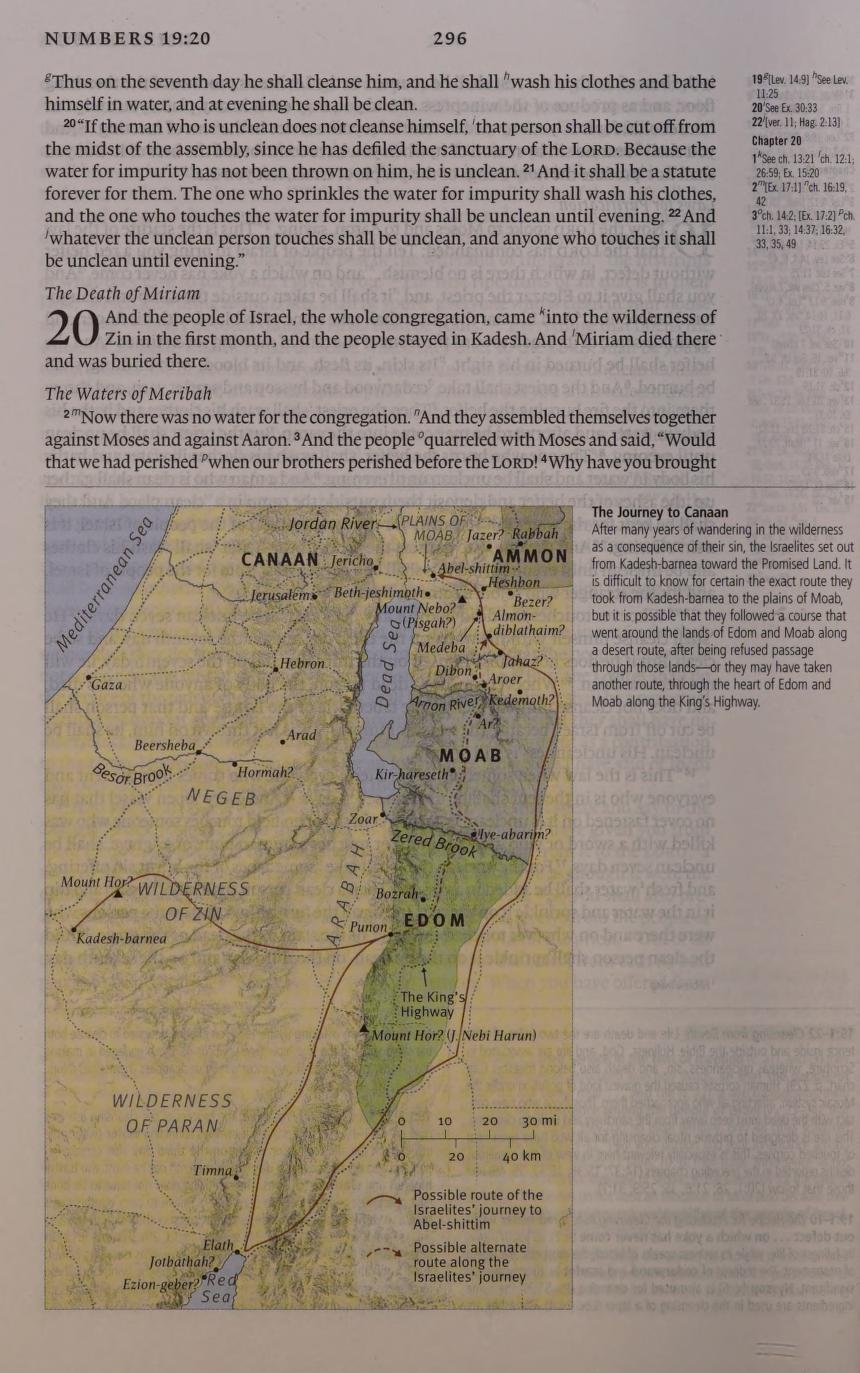 NUMBERS 19:20
296
ᵍThus on the seventh day he shall cleanse him, and he shall ʰwash his clothes and bathe
himself in water, and at evening he shall be clean.
20 “If the man who is unclean does not cleanse himself, ⁱthat person shall be cut off from
the midst of the assembly, since he has defiled the sanctuary of the LORD. Because the
water for impurity has not been thrown on him, he is unclean. 21 And it shall be a statute
forever for them. The one who sprinkles the water for impurity shall wash his clothes,
and the one who touches the water for impurity shall be unclean until evening. 22 And
ʲwhatever the unclean person touches shall be unclean, and anyone who touches it shall
be unclean until evening.”
The Death of Miriam
20 And the people of Israel, the whole congregation, came ᵏinto the wilderness of
Zin in the first month, and the people stayed in Kadesh. And ˡMiriam died there
and was buried there.
The Waters of Meribah
2 ᵐNow there was no water for the congregation. ⁿAnd they assembled themselves together
against Moses and against Aaron. 3 And the people ᵒquarreled with Moses and said, “Would
that we had perished ᵖwhen our brothers perished before the LORD! 4 Why have you brought
19 ᵍ[Lev. 14:9] ʰSee Lev.
11:25
20 ⁱSee Ex. 30:33
22 ʲ[ver. 11; Hag. 2:13]
Chapter 20
1 ᵏSee ch. 13:21 ˡch. 12:1;
26:59; Ex. 15:20
2 ᵐ[Ex. 17:1] ⁿch. 16:19,
42
3 ᵒch. 14:2; [Ex. 17:2] ᵖch.
11:1, 33; 14:37; 16:32,
33, 35, 49
The Journey to Canaan
After many years of wandering in the wilderness
as a consequence of their sin, the Israelites set out
from Kadesh-barnea toward the Promised Land. It
is difficult to know for certain the exact route they
took from Kadesh-barnea to the plains of Moab,
but it is possible that they followed a course that
went around the lands of Edom and Moab along
a desert route, after being refused passage
through those lands—or they may have taken
another route, through the heart of Edom and
Moab along the King’s Highway.
Mediterranean Sea
Jordan River
PLAINS OF
MOAB
Jazer?
Rabbah
CANAAN
Jericho
AMMON
Abel-shittim
Heshbon
Jerusalem
Beth-jeshimoth
Bezer?
Mount Nebo?
(Pisgah?)
Almon-
diblathaim?
Medeba
Dead Sea
Jahaz?
Hebron
Dibon
Aroer
Gaza
Arnon River
Kedemoth?
Ar?
Arad
Beersheba
MOAB
Besor Brook
Hormah?
Kir-hareseth
NEGEB
Zoar
Zered Brook
Iye-abarim?
ARABAH
Mount Hor?
WILDERNESS
OF ZIN
Bozrah
Kadesh-barnea
Punon
EDOM
The King’s
Highway
Mount Hor? (J. Nebi Harun)
WILDERNESS
OF PARAN
0 10 20 30 mi
0 20 40 km
Timna
Possible route of the
Israelites’ journey to
Abel-shittim
Elath
Possible alternate
route along the
Israelites’ journey
Jotbathah?
Ezion-geber?
Red
Sea